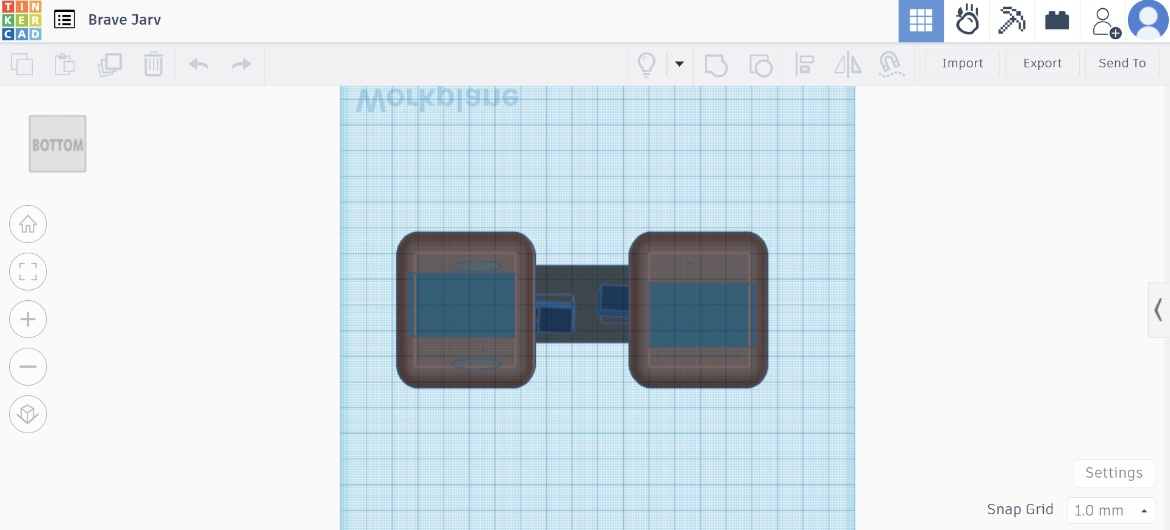 TIN
KER
CAD
Brave Jarv
Import
Export
Send To
Workplane
BOTTOM
Settings
Snap Grid
1.0 mm